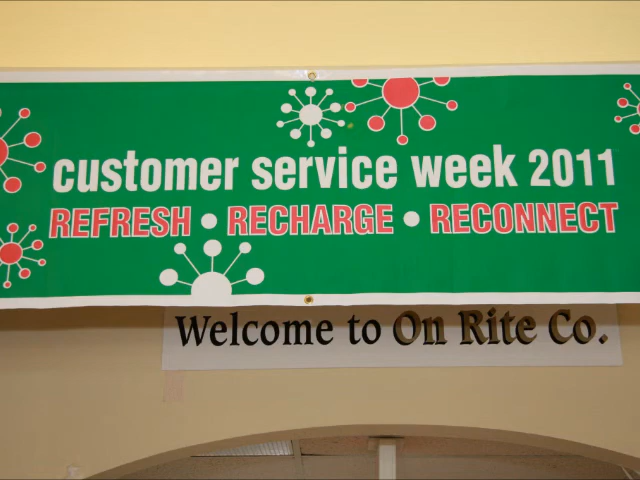 customer service week 2011
REFRESH • RECHARGE • RECONNECT
Welcome to On Rite Co.